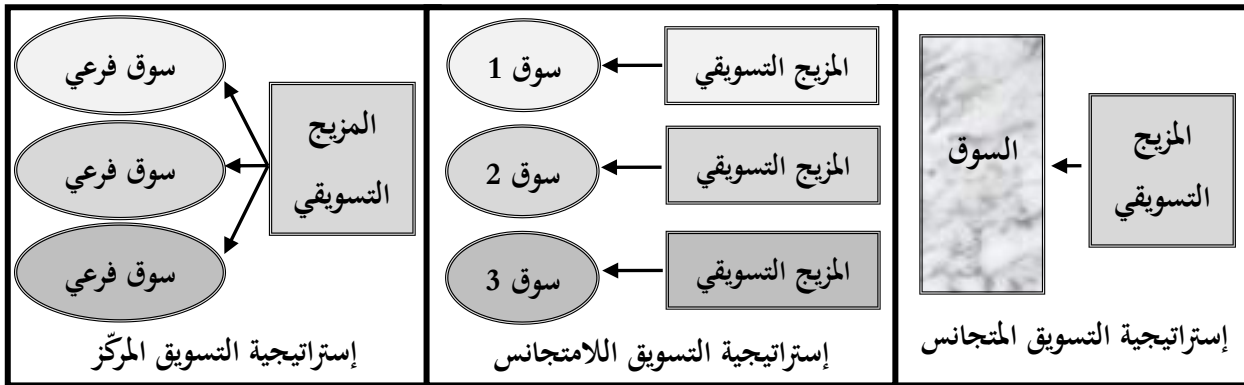 المزيج
التسويقي
السوق
إستراتيجية التسويق المتجانس
المزيج التسويقي
سوق 1
المزيج التسويقي
سوق 2
المزيج التسويقي
سوق 3
إستراتيجية التسويق اللامتجانس
المزيج
التسويقي
سوق فرعي
سوق فرعي
سوق فرعي
إستراتيجية التسويق المركّز